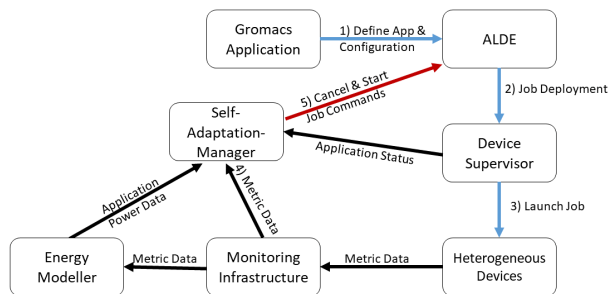 Gromacs
Application
1) Define App &
Configuration
ALDE
5) Cancel & Start
Job Commands
2) Job Deployment
Self-
Adaptation-
Manager
Application Status
Device
Supervisor
Application
Power Data
4) Metric Data
3) Launch Job
Energy
Modeller
Metric Data
Monitoring
Infrastructure
Metric Data
Heterogeneous
Devices